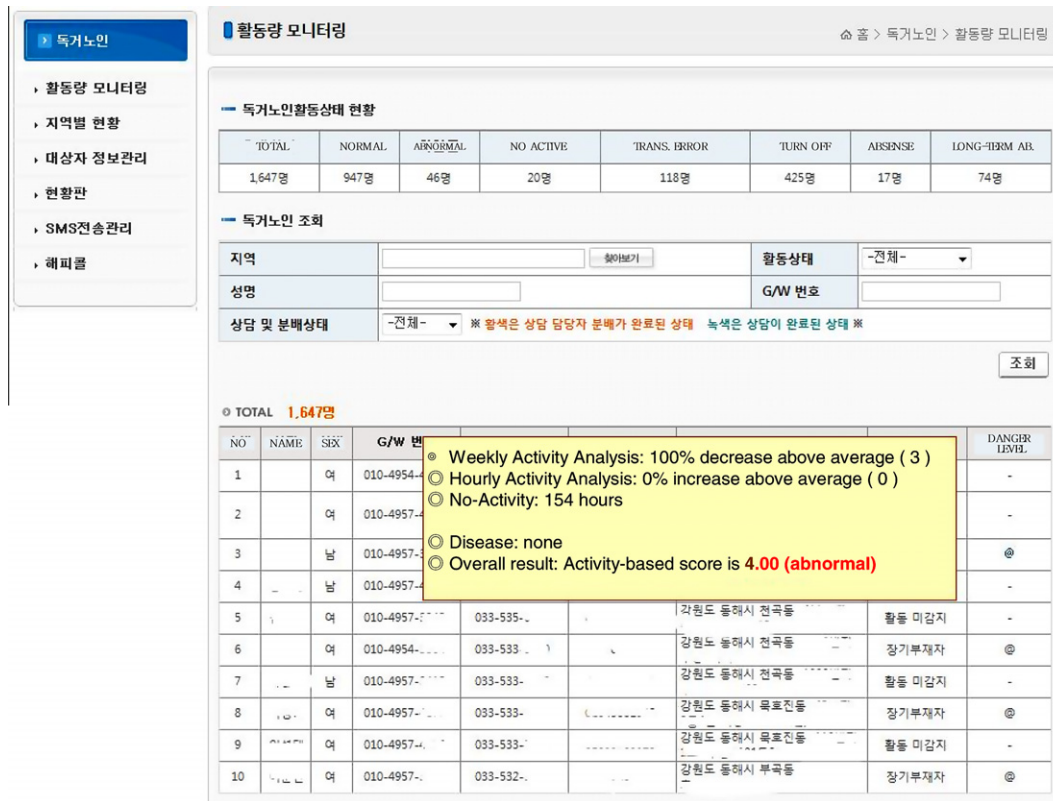 독거노인
활동량 모니터링
지역별 현황
대상자 정보관리
현황판
SMS전송관리
해피콜
활동량 모니터링
홈 > 독거노인 > 활동량 모니터링
독거노인활동상태 현황
TOTAL NORMAL ABNORMAL NO ACTIVE TRANS. ERROR TURN OFF ABSENSE LONG-TERM AB.
1,647명 947명 46명 20명 118명 425명 17명 74명
독거노인 조회
지역 찾아보기 활동상태 -전체-
성명 G/W 번호
상담 및 분배상태 -전체- ※ 황색은 상담 담당자 분배가 완료된 상태 녹색은 상담이 완료된 상태 ※
조회
TOTAL 1,647명
NO NAME SEX G/W DANGER LEVEL
◎ Weekly Activity Analysis: 100% decrease above average ( 3 )
◎ Hourly Activity Analysis: 0% increase above average ( 0 )
◎ No-Activity: 154 hours
◎ Disease: none
◎ Overall result: Activity-based score is 4.00 (abnormal)
1 여 010-4954- -
2 여 010-4957- -
3 남 010-4957- @
4 남 010-4957- -
5 여 010-4957- 033-535- 강원도 동해시 천곡동 활동 미감지 -
6 여 010-4954- 033-533- 강원도 동해시 천곡동 장기부재자 @
7 남 010-4957- 033-533- 강원도 동해시 천곡동 활동 미감지 -
8 여 010-4957- 033-533- 강원도 동해시 묵호진동 장기부재자 @
9 여 010-4957- 033-533- 강원도 동해시 묵호진동 활동 미감지 -
10 여 010-4957- 033-532- 강원도 동해시 부곡동 장기부재자 @